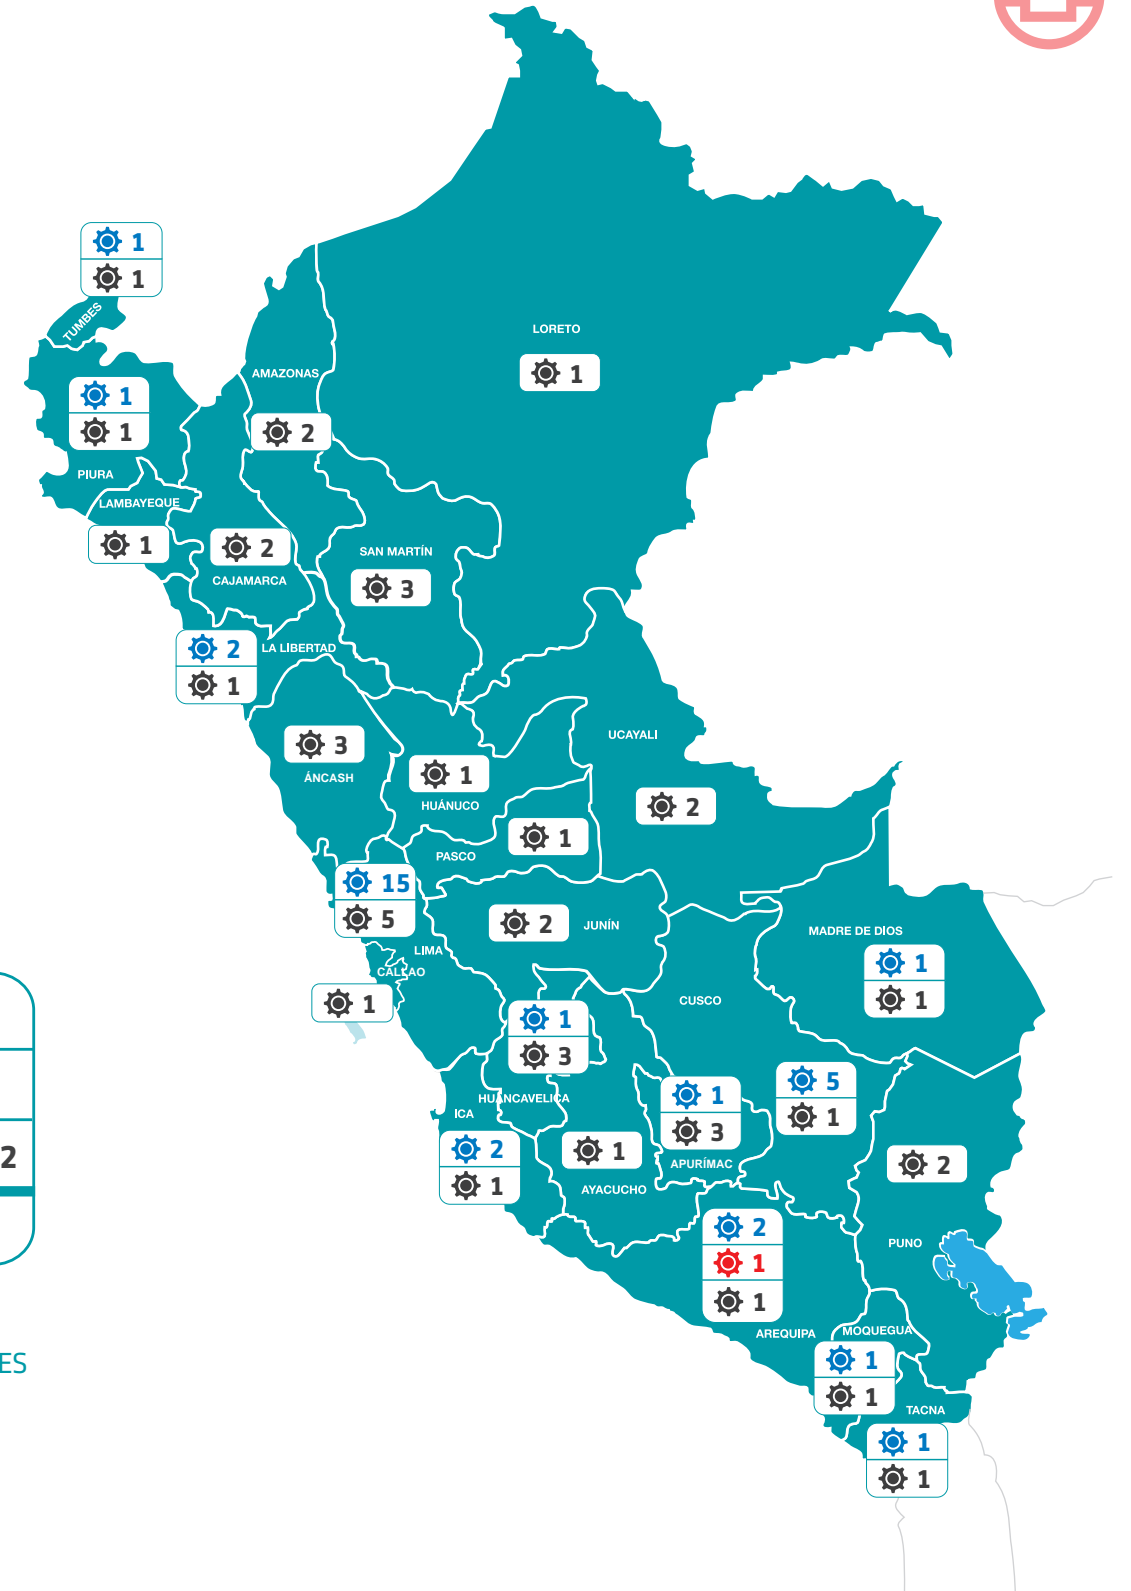 1
1
TUMBES
LORETO
1
AMAZONAS
2
1
1
PIURA
LAMBAYEQUE
1
2
CAJAMARCA
SAN MARTÍN
3
2
1
LA LIBERTAD
3
ÁNCASH
1
HUÁNUCO
UCAYALI
2
1
PASCO
15
5
LIMA
2
JUNÍN
CALLAO
1
MADRE DE DIOS
1
1
CUSCO
5
1
1
3
HUANCAVELICA
ICA
2
1
1
AYACUCHO
1
3
APURÍMAC
2
PUNO
2
1
1
AREQUIPA
MOQUEGUA
1
1
TACNA
1
1
2
ES